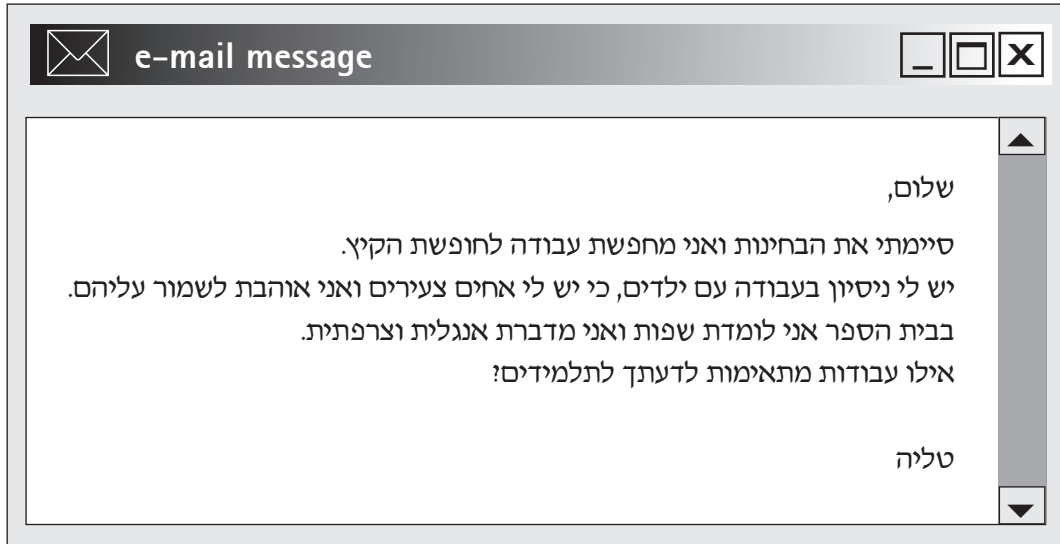 e-mail message
שלום,
סיימתי את הבחינות ואני מחפשת עבודה לחופשת הקיץ.
יש לי ניסיון בעבודה עם ילדים, כי יש לי אחים צעירים ואני אוהבת לשמור עליהם.
בבית הספר אני לומדת שפות ואני מדברת אנגלית וצרפתית.
אילו עבודות מתאימות לדעתך לתלמידים?
טליה